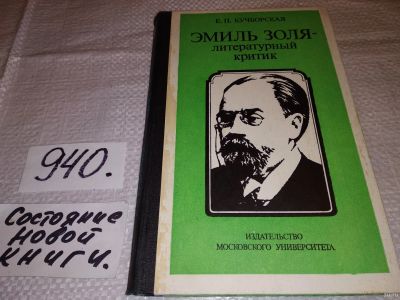 Е. П. КУЧБОРСКАЯ
ЭМИЛЬ ЗОЛЯ-
литературный
критик
ИЗДАТЕЛЬСТВО
МОСКОВСКОГО УНИВЕРСИТЕТА
940.
Состояние
новой
книги.